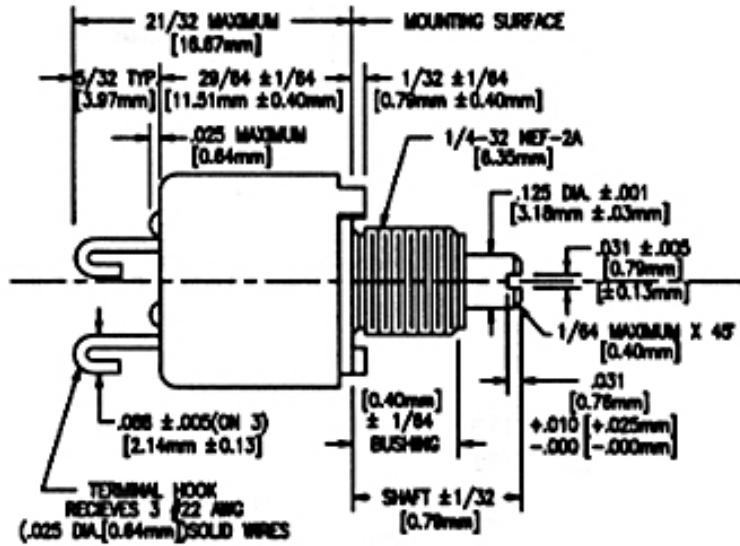 21/32 MAXIMUM
[16.67mm]
MOUNTING SURFACE
5/32 TYP.
[3.97mm]
29/64 ±1/64
[11.51mm ±0.40mm]
1/32 ±1/64
[0.79mm ±0.40mm]
.025 MAXIMUM
[0.64mm]
1/4-32 NEF-2A
[6.35mm]
.125 DIA. ±.001
[3.18mm ±.03mm]
.031 ±.005
[0.79mm]
[±0.13mm]
1/64 MAXIMUM X 45°
[0.40mm]
.031
[0.78mm]
+.010 [+.025mm]
-.000 [-.000mm]
[0.40mm]
± 1/64
BUSHING
SHAFT ±1/32
[0.79mm]
±.005(ON 3)
[2.14mm ±0.13]
TERMINAL HOOK
RECIEVES 3 #22 AWG
(.025 DIA.[0.64mm])SOLID WIRES